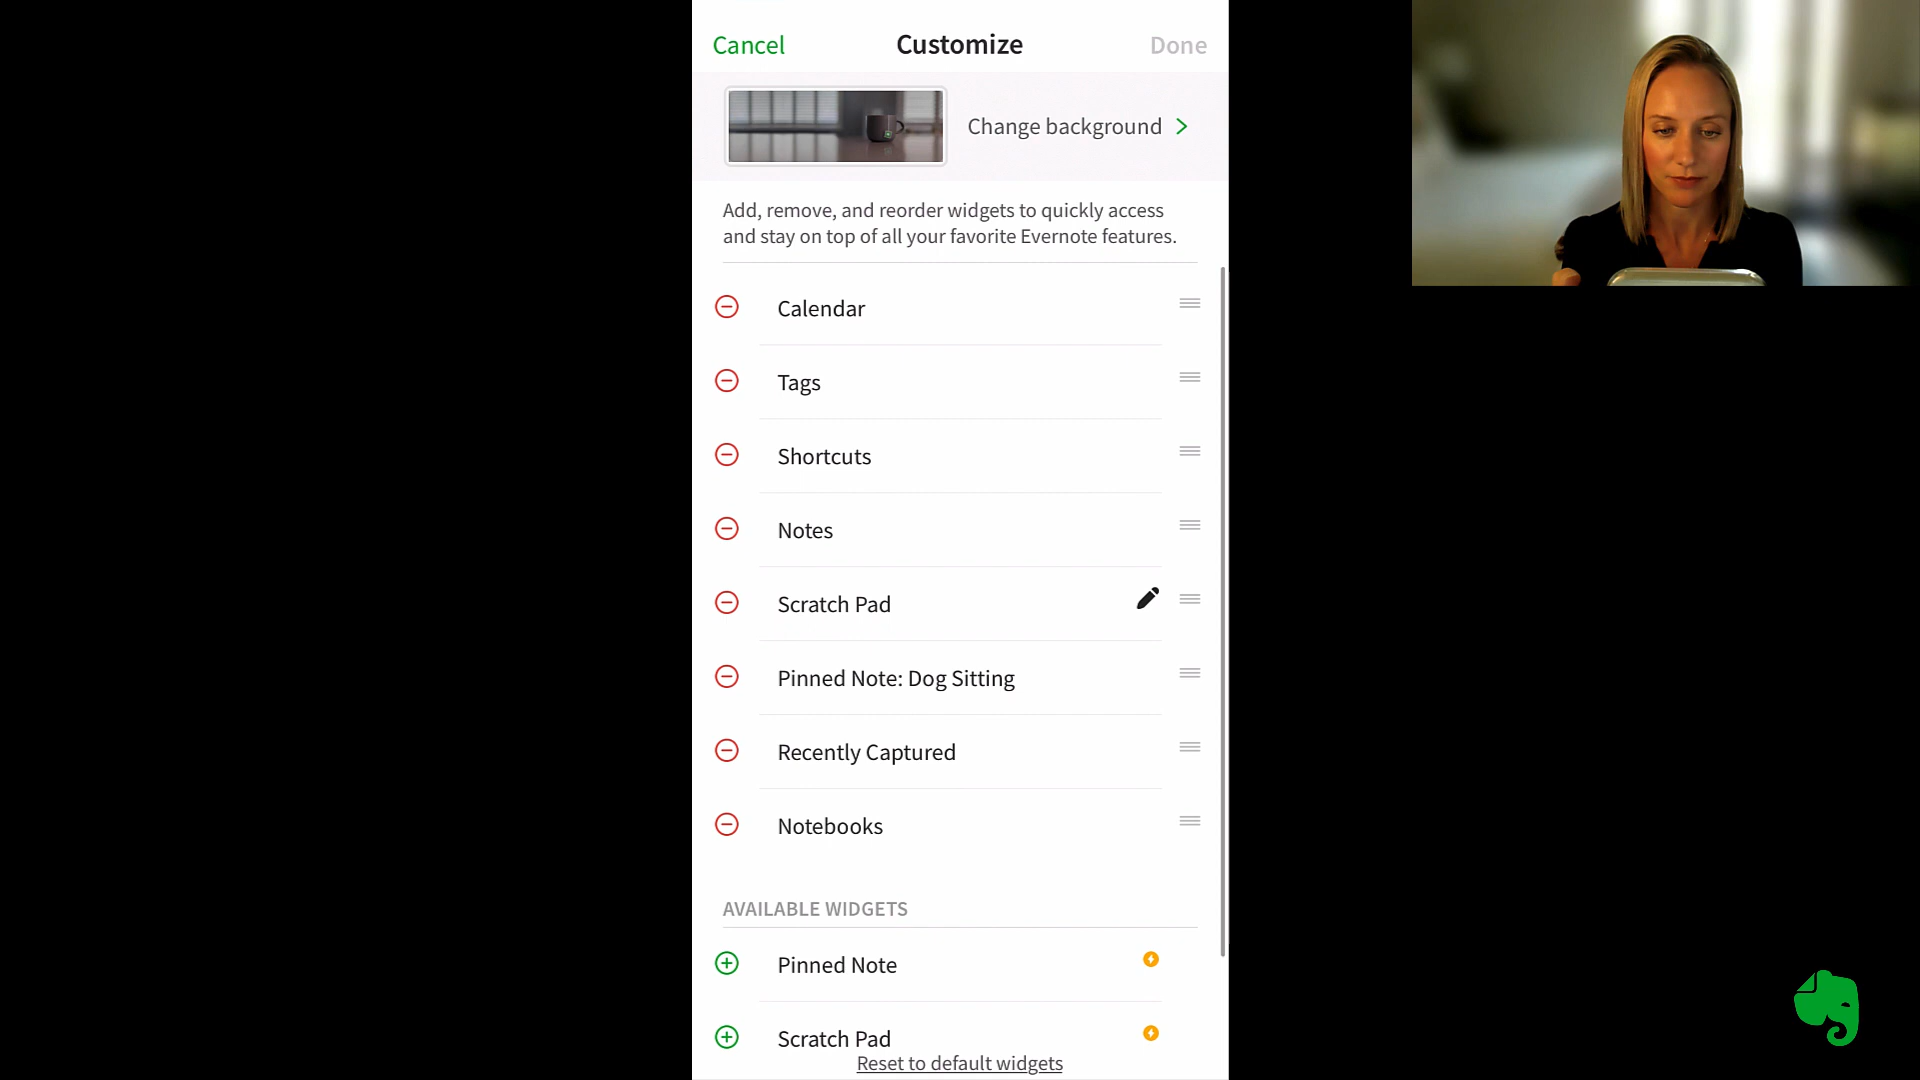 Cancel
Customize
Done
Change background
Add, remove, and reorder widgets to quickly access
and stay on top of all your favorite Evernote features.
Calendar
Tags
Shortcuts
Notes
Scratch Pad
Pinned Note: Dog Sitting
Recently Captured
Notebooks
AVAILABLE WIDGETS
Pinned Note
Scratch Pad
Reset to default widgets